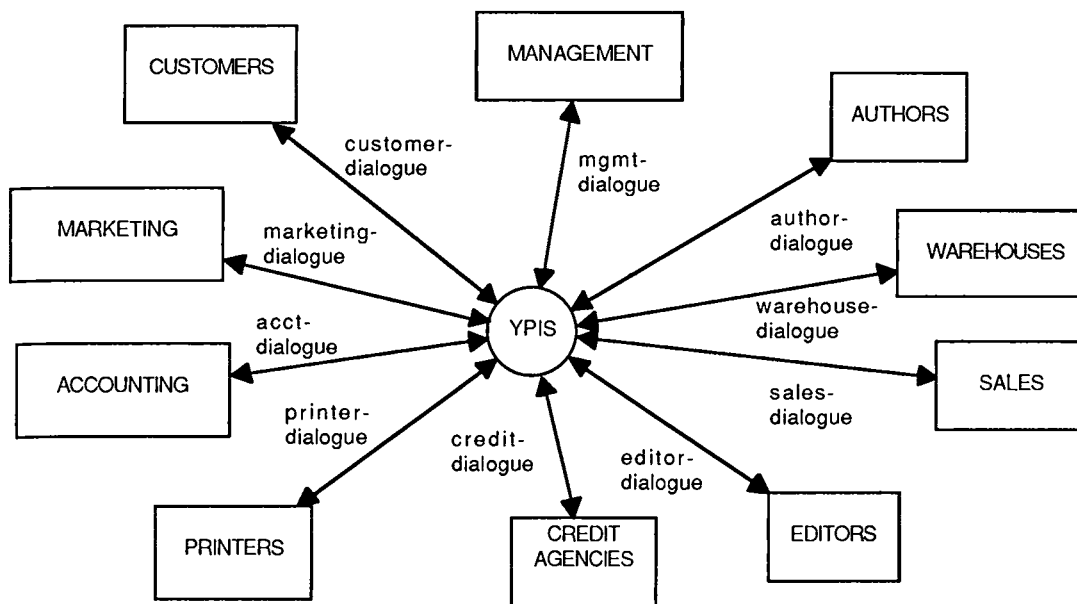 CUSTOMERS
MANAGEMENT
AUTHORS
customer-
dialogue
mgmt-
dialogue
MARKETING
marketing-
dialogue
author-
dialogue
WAREHOUSES
YPIS
warehouse-
dialogue
acct-
dialogue
ACCOUNTING
SALES
sales-
dialogue
printer-
dialogue
credit-
dialogue
editor-
dialogue
PRINTERS
CREDIT
AGENCIES
EDITORS